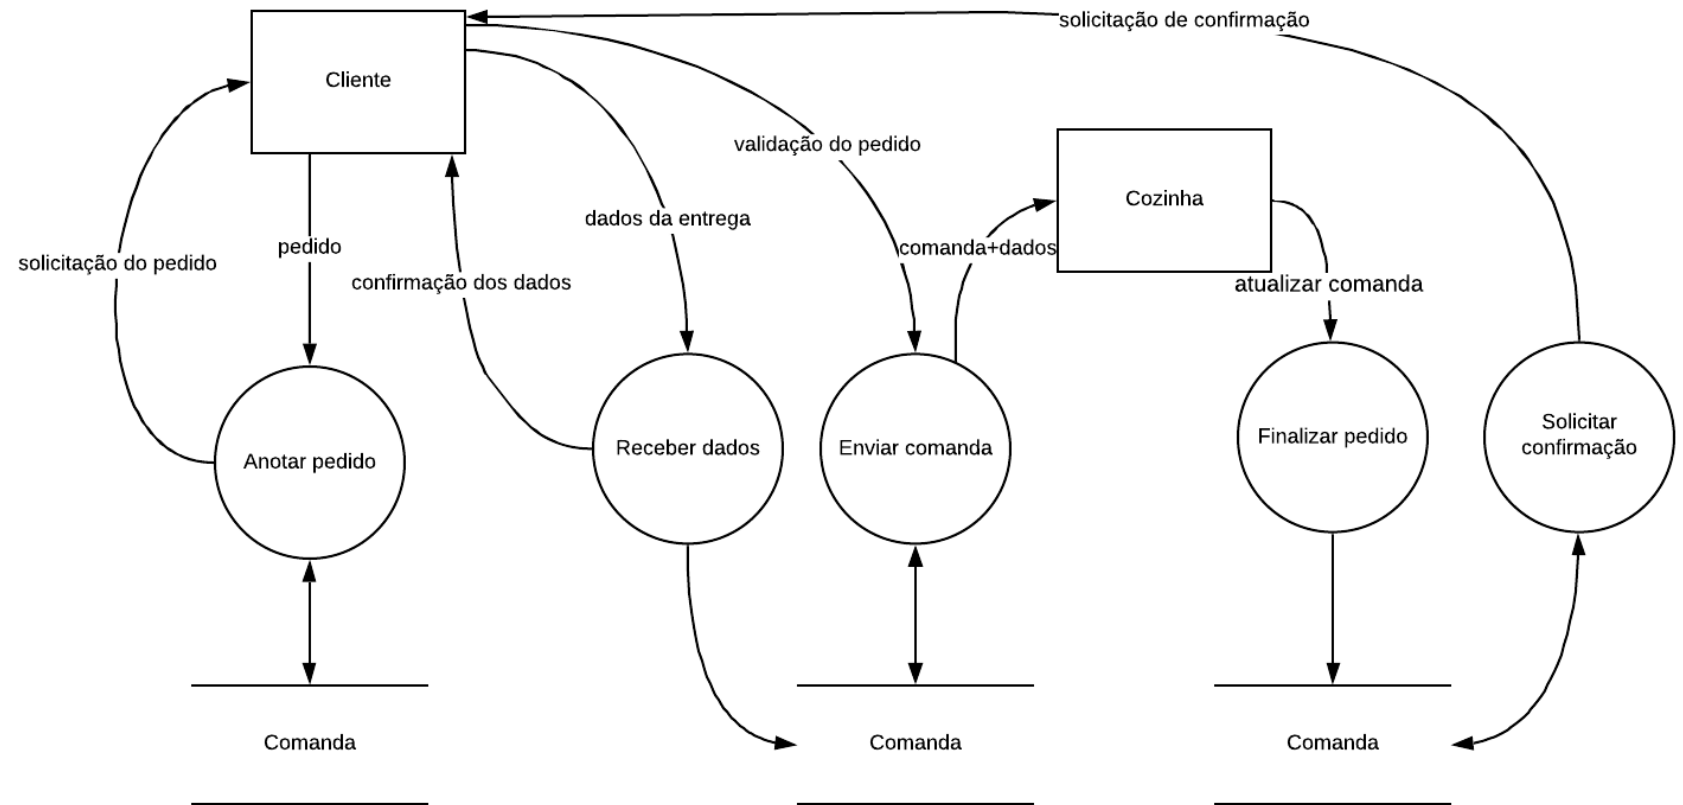 solicitação de confirmação
Cliente
validação do pedido
Cozinha
dados da entrega
pedido
comanda+dados
solicitação do pedido
confirmação dos dados
atualizar comanda
Anotar pedido
Receber dados
Enviar comanda
Finalizar pedido
Solicitar
confirmação
Comanda
Comanda
Comanda